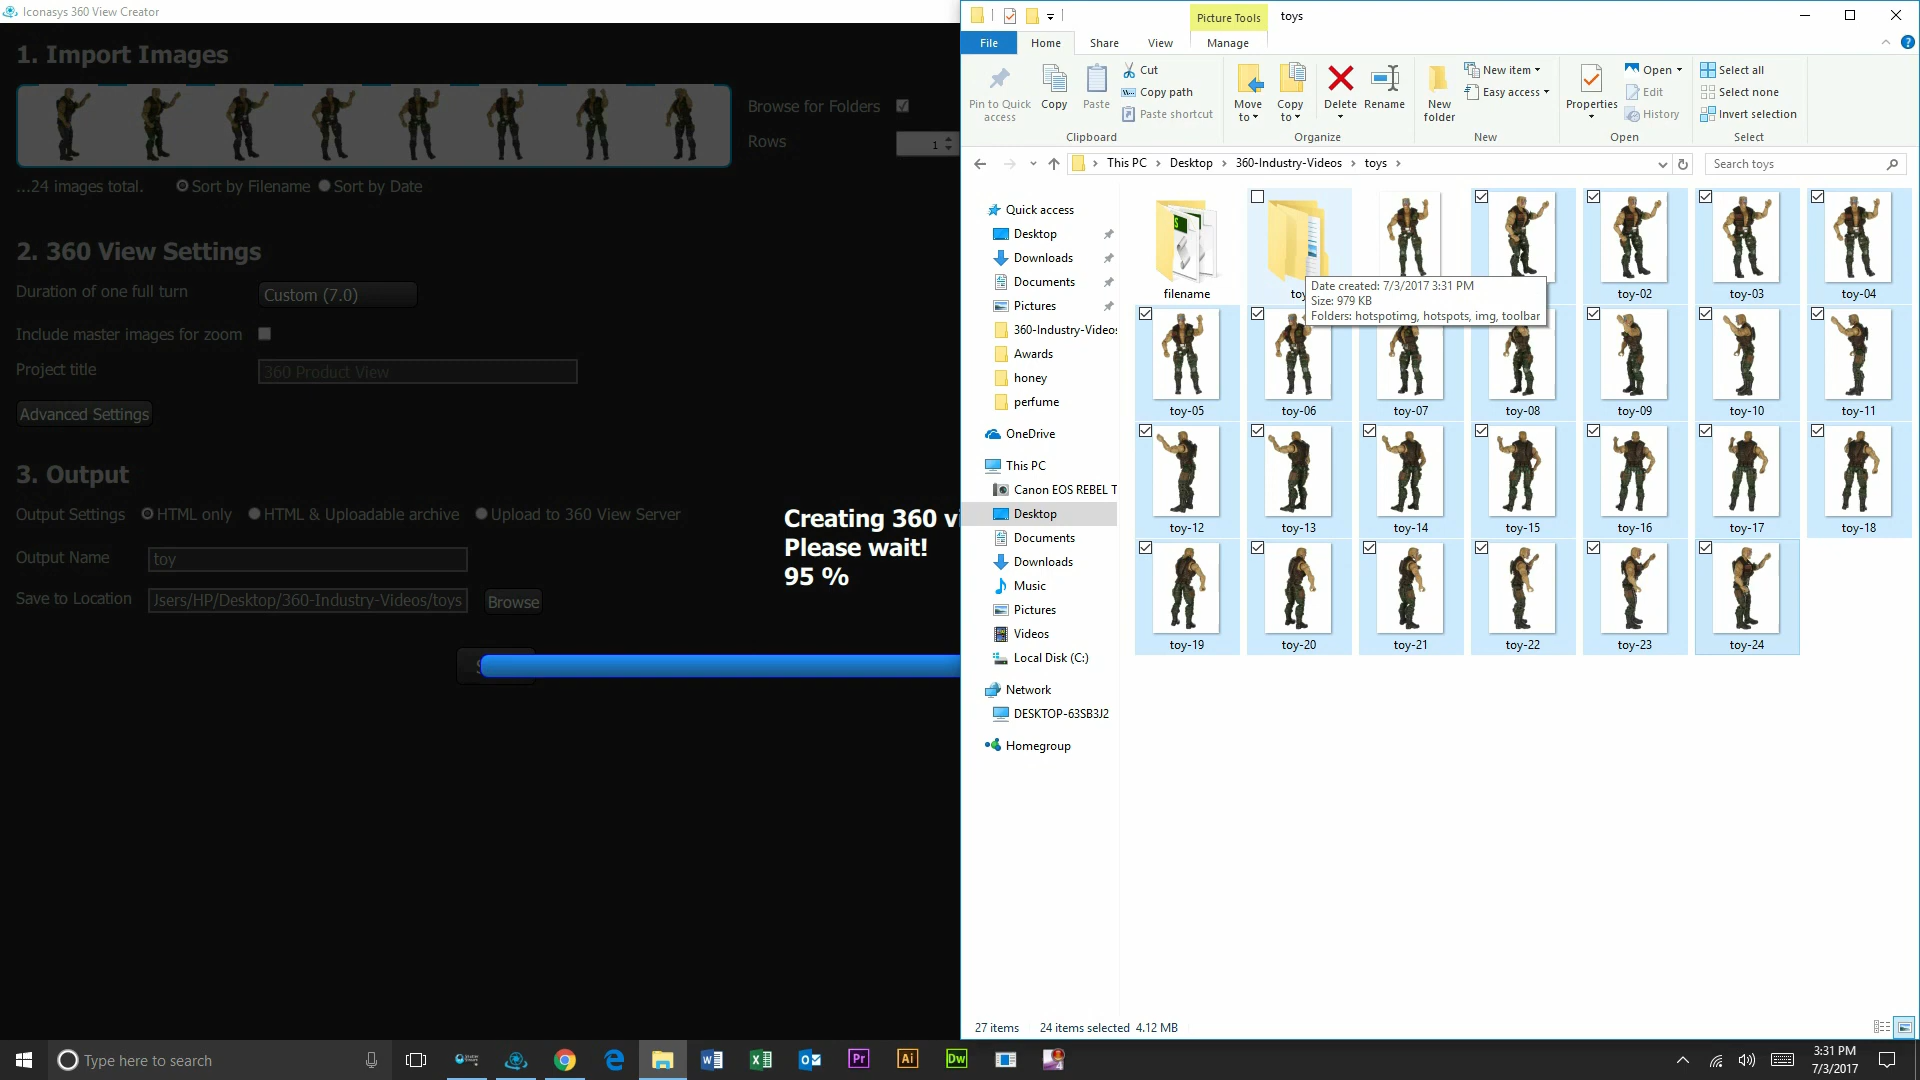 Iconasys 360 View Creator
1. Import Images
Browse for Folders
Rows
1
...24 images total.
Sort by Filename
Sort by Date
2. 360 View Settings
Duration of one full turn
Custom (7.0)
Include master images for zoom
Project title
360 Product View
Advanced Settings
3. Output
Output Settings
HTML only
HTML & Uploadable archive
Upload to 360 View Server
Output Name
toy
Save to Location
Jsers/HP/Desktop/360-Industry-Videos/toys
Browse
Creating 360 vi
Please wait!
95 %
Picture Tools
toys
File
Home
Share
View
Manage
Pin to Quick access
Copy
Paste
Cut
Copy path
Paste shortcut
Clipboard
Move to
Copy to
Delete
Rename
Organize
New folder
New item
Easy access
New
Properties
Open
Edit
History
Open
Select all
Select none
Invert selection
Select
This PC
Desktop
360-Industry-Videos
toys
Search toys
Quick access
Desktop
Downloads
Documents
Pictures
360-Industry-Videos
Awards
honey
perfume
OneDrive
This PC
Canon EOS REBEL T
Desktop
Documents
Downloads
Music
Pictures
Videos
Local Disk (C:)
Network
DESKTOP-63SB3J2
Homegroup
filename
toy-02
toy-03
toy-04
Date created: 7/3/2017 3:31 PM
Size: 979 KB
Folders: hotspotimg, hotspots, img, toolbar
toy-05
toy-06
toy-07
toy-08
toy-09
toy-10
toy-11
toy-12
toy-13
toy-14
toy-15
toy-16
toy-17
toy-18
toy-19
toy-20
toy-21
toy-22
toy-23
toy-24
27 items
24 items selected 4.12 MB
Type here to search
Pr
Ai
Dw
3:31 PM
7/3/2017